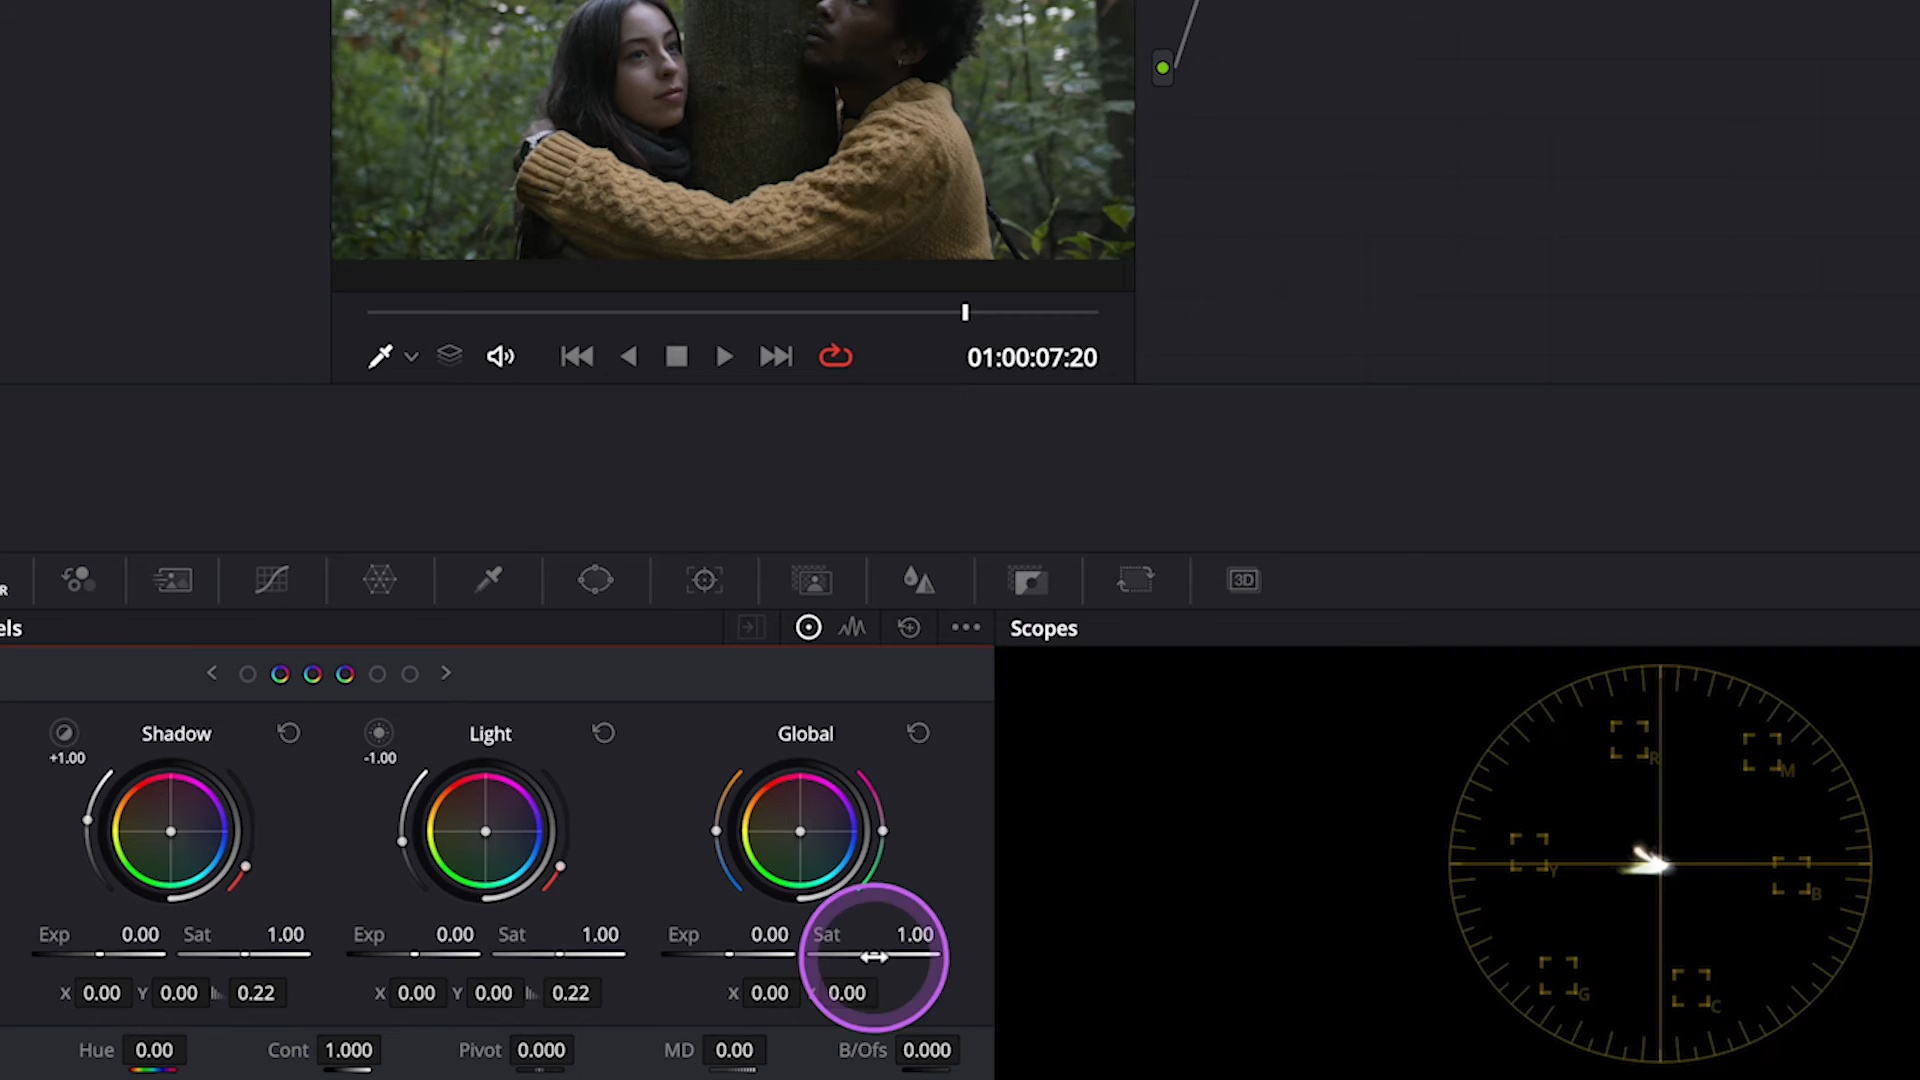 01:00:07:20
R
3D
els
Scopes
Shadow
Light
Global
+1.00
-1.00
Exp 0.00 Sat 1.00 Exp 0.00 Sat 1.00 Exp 0.00 Sat 1.00
X 0.00 Y 0.00 0.22 X 0.00 Y 0.00 0.22 X 0.00 0.00
Hue 0.00 Cont 1.000 Pivot 0.000 MD 0.00 B/Ofs 0.000
R
M
Y
B
G
C